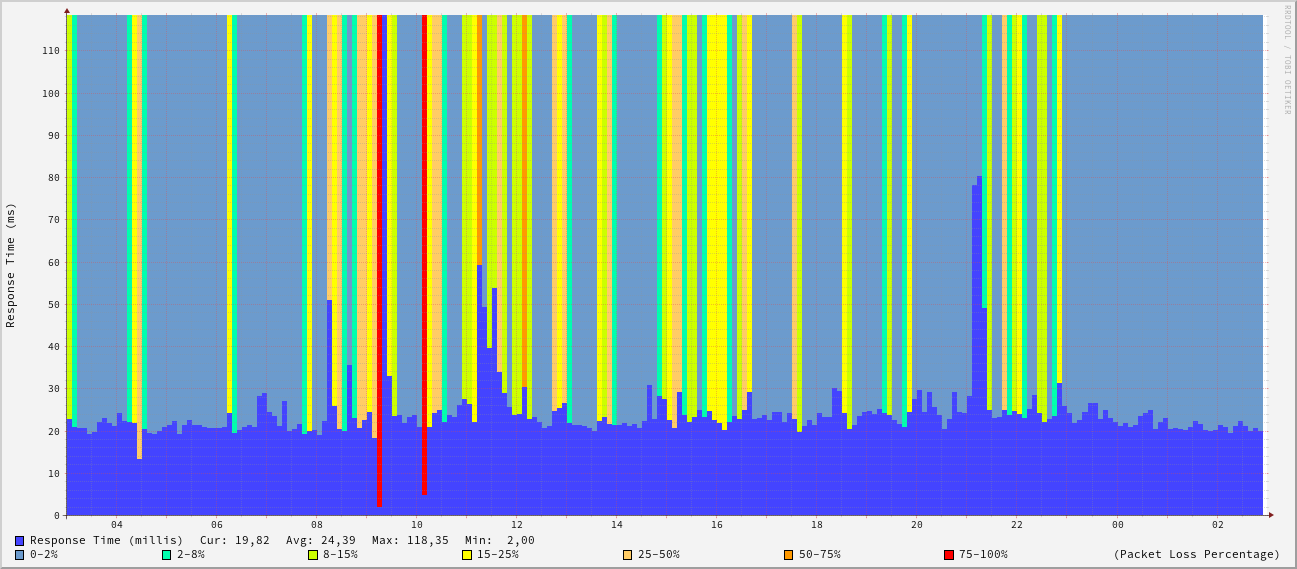 RRDTOOL / TOBI OETIKER
Response Time (ms)
110
100
90
80
70
60
50
40
30
20
10
0
04 06 08 10 12 14 16 18 20 22 00 02
Response Time (millis) Cur: 19,82 Avg: 24,39 Max: 118,35 Min: 2,00
0-2% 2-8% 8-15% 15-25% 25-50% 50-75% 75-100% (Packet Loss Percentage)